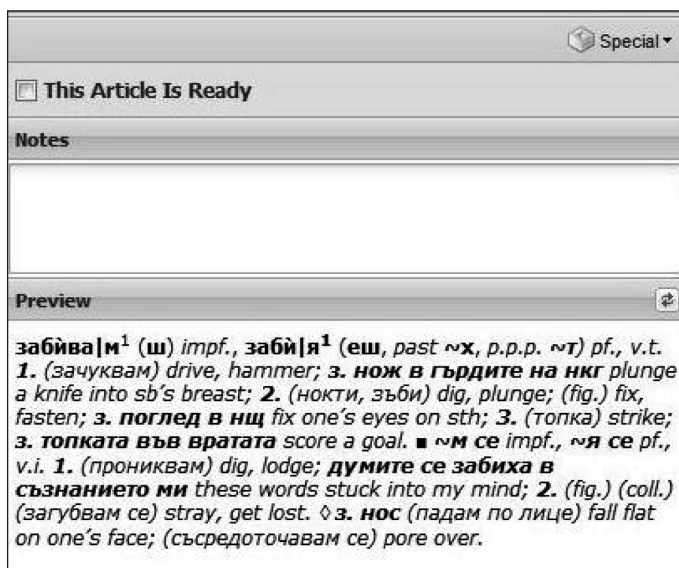 Special
This Article Is Ready
Notes
Preview
забѝва|м¹ (ш) impf., забѝ|я¹ (еш, past ~х, p.p.p. ~т) pf., v.t.
1. (зачуквам) drive, hammer; з. нож в гърдите на нкг plunge
a knife into sb's breast; 2. (нокти, зъби) dig, plunge; (fig.) fix,
fasten; з. поглед в нщ fix one's eyes on sth; 3. (топка) strike;
з. топката във вратата score a goal. ■ ~м се impf., ~я се pf.,
v.i. 1. (прониквам) dig, lodge; думите се забиха в
съзнанието ми these words stuck into my mind; 2. (fig.) (coll.)
(загубвам се) stray, get lost. ◊ з. нос (падам по лице) fall flat
on one's face; (съсредоточавам се) pore over.